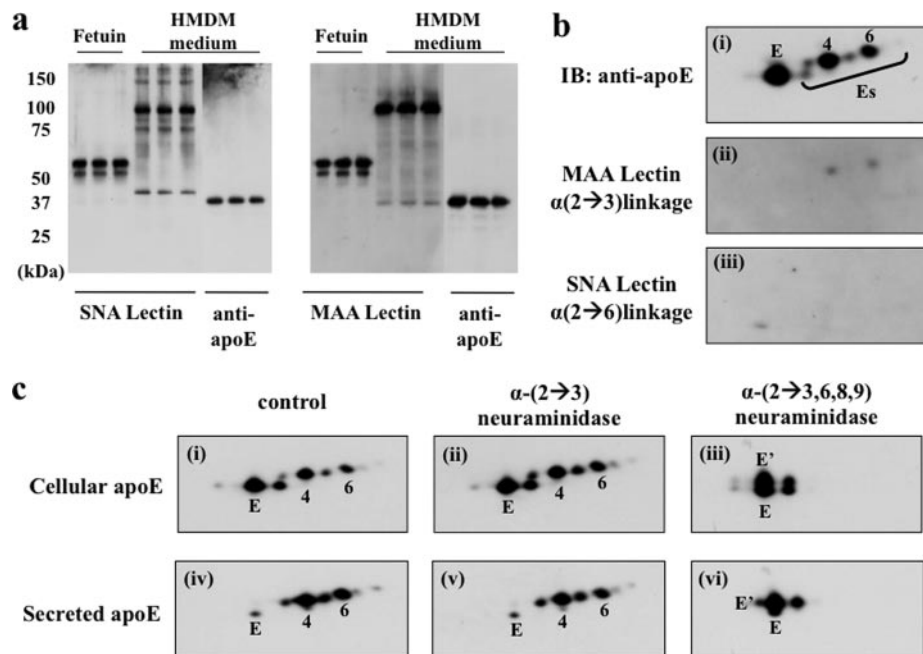 a
HMDM
Fetuin medium
HMDM
Fetuin medium
150
100
75
50
37
25
(kDa)
SNA Lectin anti-
apoE
MAA Lectin anti-
apoE
b
IB: anti-apoE
(i)
E 4 6
Es
MAA Lectin
α(2→3)linkage
(ii)
SNA Lectin
α(2→6)linkage
(iii)
c
control
α-(2→3)
neuraminidase
α-(2→3,6,8,9)
neuraminidase
Cellular apoE
(i)
E 4 6
(ii)
E 4 6
(iii)
E'
E
Secreted apoE
(iv)
E 4 6
(v)
E 4 6
(vi)
E'
E